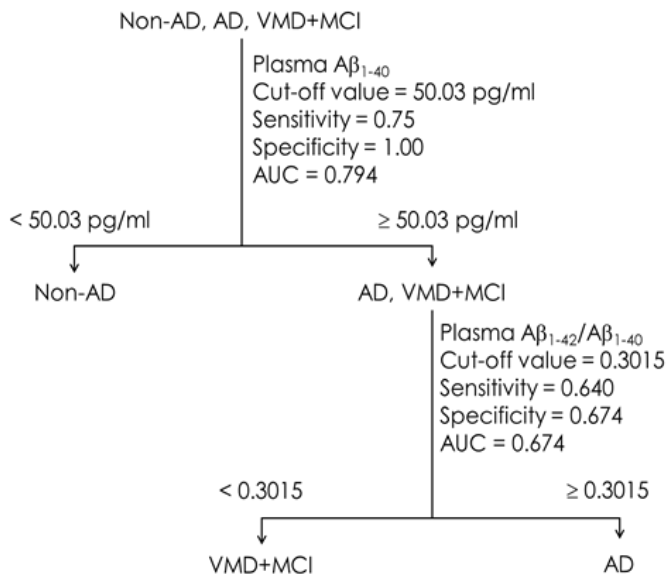 Non-AD, AD, VMD+MCI
Plasma Aβ₁₋₄₀
Cut-off value = 50.03 pg/ml
Sensitivity = 0.75
Specificity = 1.00
AUC = 0.794
< 50.03 pg/ml
≥ 50.03 pg/ml
Non-AD
AD, VMD+MCI
Plasma Aβ₁₋₄₂/Aβ₁₋₄₀
Cut-off value = 0.3015
Sensitivity = 0.640
Specificity = 0.674
AUC = 0.674
< 0.3015
≥ 0.3015
VMD+MCI
AD